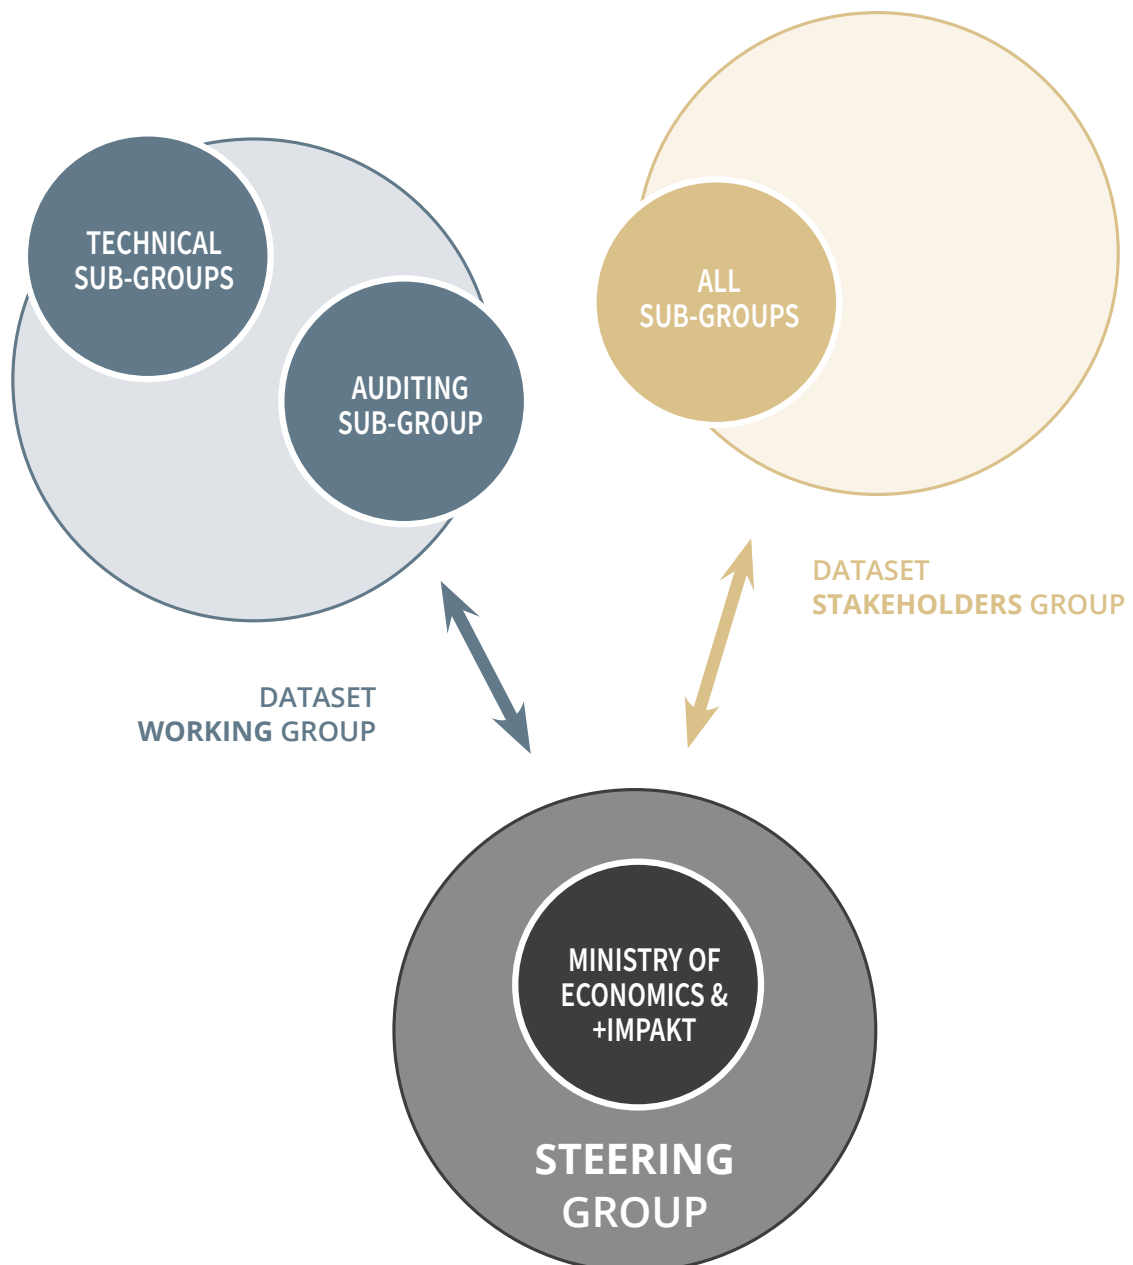 TECHNICAL
SUB-GROUPS
AUDITING
SUB-GROUP
ALL
SUB-GROUPS
DATASET
STAKEHOLDERS GROUP
DATASET
WORKING GROUP
MINISTRY OF
ECONOMICS &
+IMPAKT
STEERING
GROUP